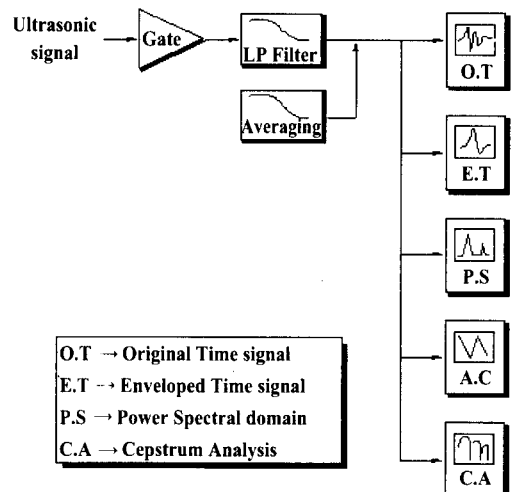 Ultrasonic
signal
Gate
LP Filter
Averaging
O.T
E.T
P.S
A.C
C.A
O.T → Original Time signal
E.T → Enveloped Time signal
P.S → Power Spectral domain
C.A → Cepstrum Analysis